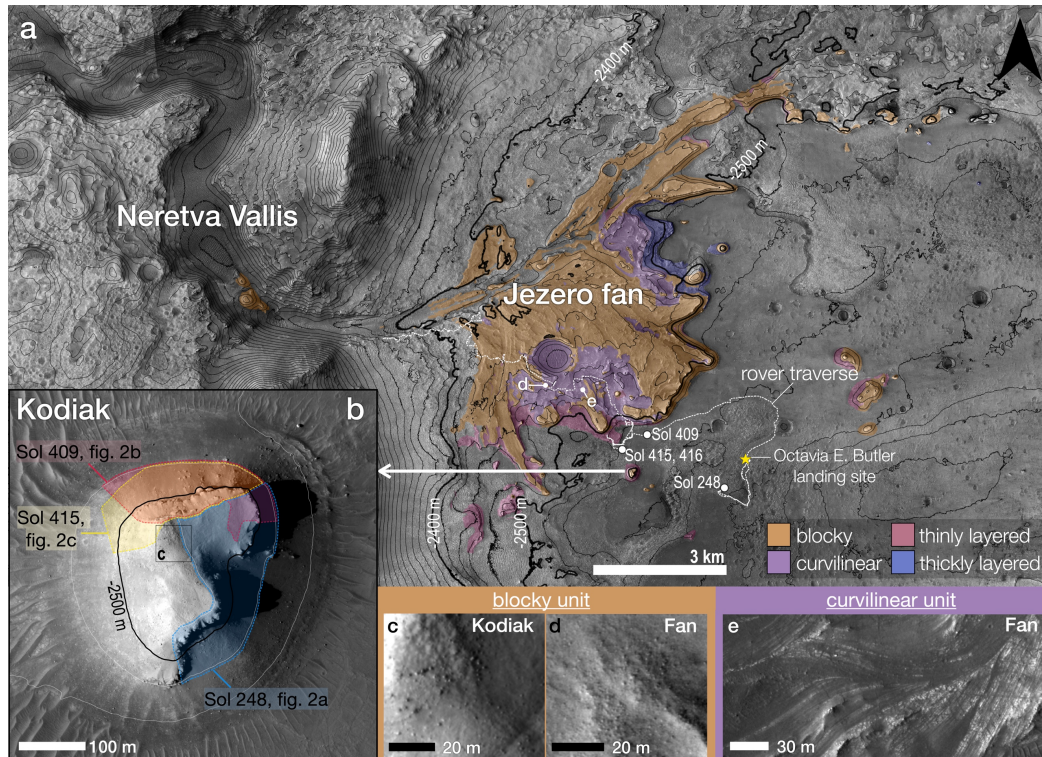 a
-2400 m
-2500 m
Neretva Vallis
Jezero fan
d
e
rover traverse
Sol 409
Sol 415, 416
Sol 248
Octavia E. Butler
landing site
-2400 m
-2500 m
3 km
blocky
thinly layered
curvilinear
thickly layered
Kodiak
b
Sol 409, fig. 2b
Sol 415,
fig. 2c
c
-2500 m
Sol 248, fig. 2a
100 m
blocky unit
curvilinear unit
c
Kodiak
20 m
d
Fan
20 m
e
Fan
30 m